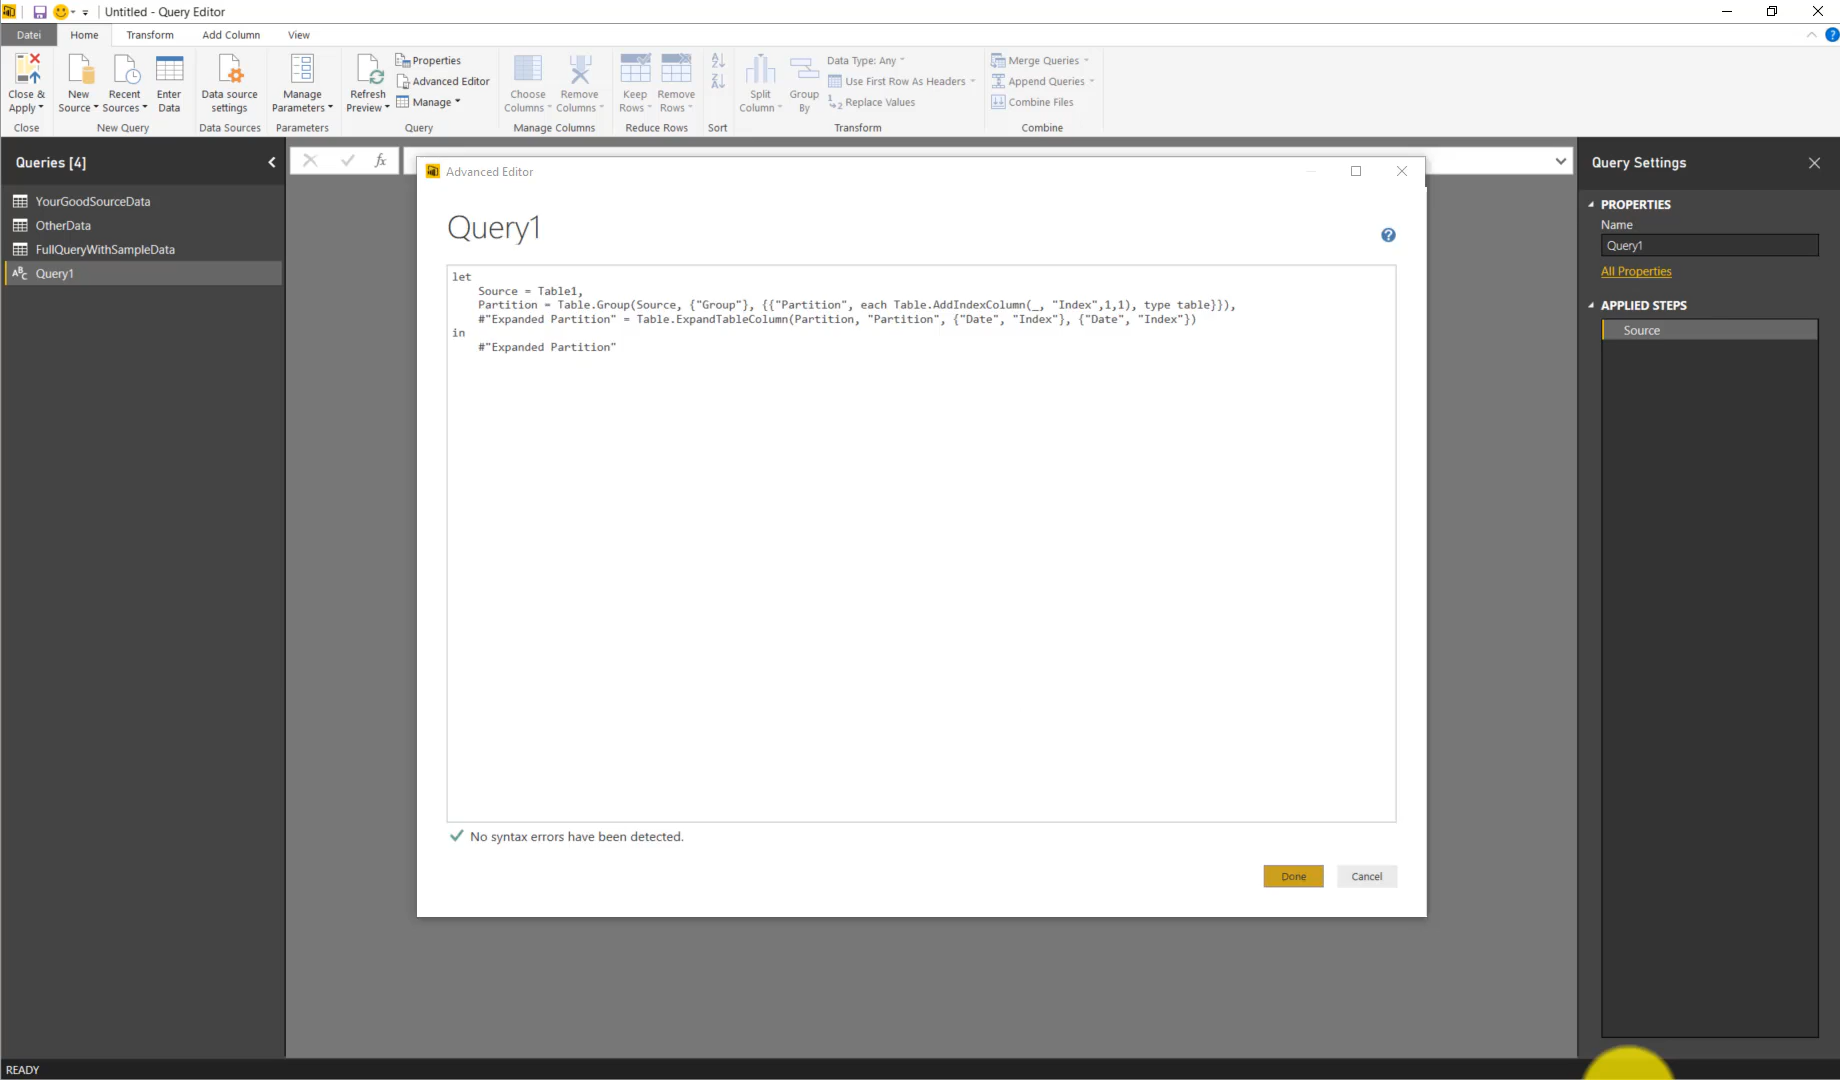 Untitled - Query Editor
Datei Home Transform Add Column View
Close & Apply
Close
New Source
Recent Sources
Enter Data
New Query
Data source settings
Data Sources
Manage Parameters
Parameters
Refresh Preview
Properties
Advanced Editor
Manage
Query
Choose Columns
Remove Columns
Manage Columns
Keep Rows
Remove Rows
Reduce Rows
A Z
Z A
Sort
Split Column
Group By
Data Type: Any
Use First Row As Headers
1 2 Replace Values
Transform
Merge Queries
Append Queries
Combine Files
Combine
Queries [4]
YourGoodSourceData
OtherData
FullQueryWithSampleData
ABC Query1
fx
Advanced Editor
Query1
let
Source = Table1,
Partition = Table.Group(Source, {"Group"}, {{"Partition", each Table.AddIndexColumn(_, "Index",1,1), type table}}),
#"Expanded Partition" = Table.ExpandTableColumn(Partition, "Partition", {"Date", "Index"}, {"Date", "Index"})
in
#"Expanded Partition"
No syntax errors have been detected.
Done Cancel
Query Settings
PROPERTIES
Name
Query1
All Properties
APPLIED STEPS
Source
READY